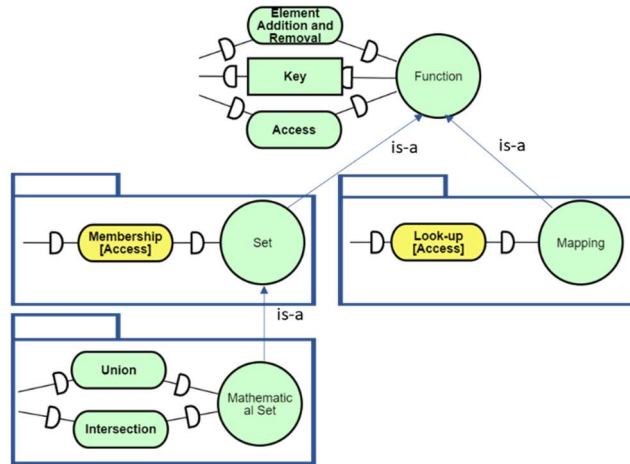 Element
Addition and
Removal
Key
Function
Access
is-a
is-a
Membership
[Access]
Set
Look-up
[Access]
Mapping
is-a
Union
Mathematic
al Set
Intersection